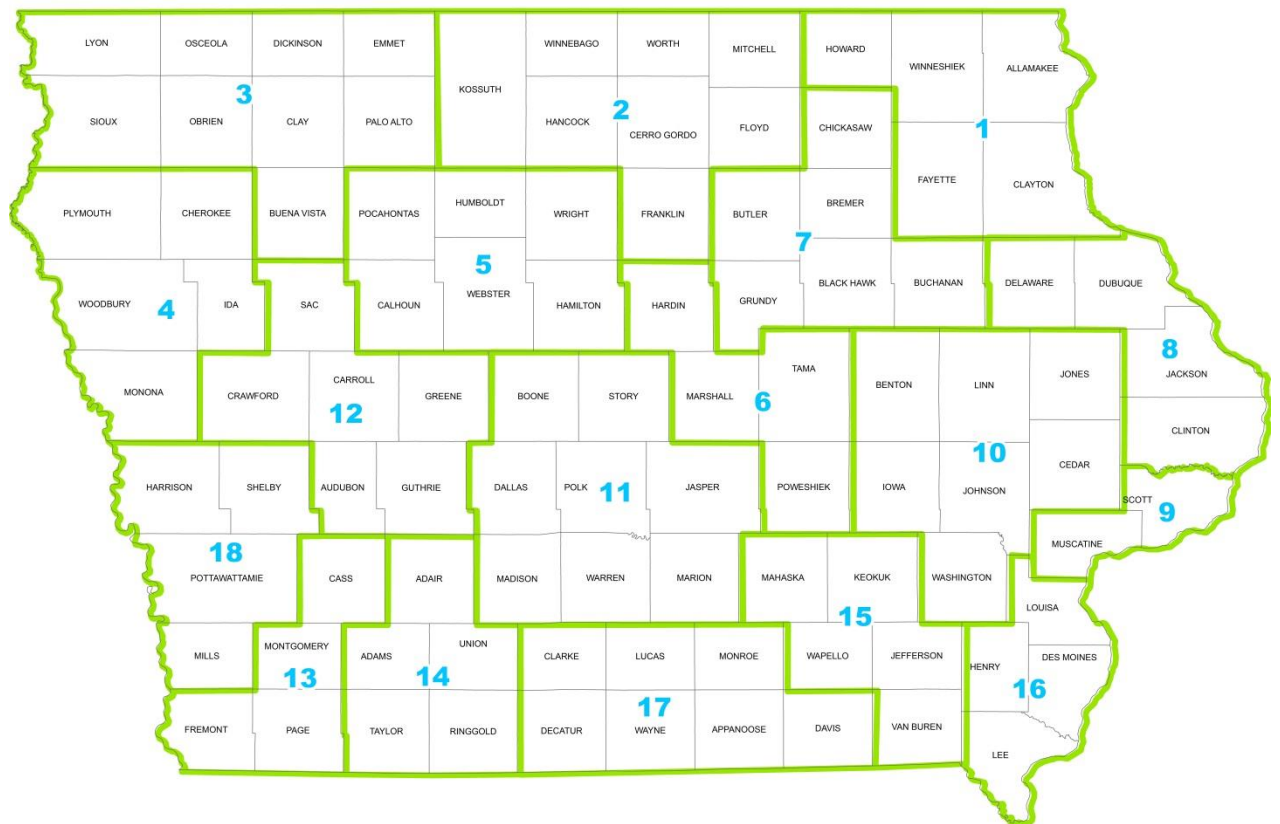 LYON
OSCEOLA
DICKINSON
EMMET
WINNEBAGO
WORTH
MITCHELL
HOWARD
WINNESHIEK
ALLAMAKEE
KOSSUTH
3
2
1
SIOUX
OBRIEN
CLAY
PALO ALTO
HANCOCK
CERRO GORDO
FLOYD
CHICKASAW
FAYETTE
CLAYTON
PLYMOUTH
CHEROKEE
BUENA VISTA
POCAHONTAS
HUMBOLDT
WRIGHT
FRANKLIN
BUTLER
BREMER
7
5
WOODBURY
4
IDA
SAC
CALHOUN
WEBSTER
HAMILTON
HARDIN
GRUNDY
BLACK HAWK
BUCHANAN
DELAWARE
DUBUQUE
8
JACKSON
MONONA
CRAWFORD
CARROLL
12
GREENE
BOONE
STORY
MARSHALL
6
TAMA
BENTON
LINN
JONES
CLINTON
10
CEDAR
HARRISON
SHELBY
AUDUBON
GUTHRIE
DALLAS
POLK
11
JASPER
POWESHIEK
IOWA
JOHNSON
SCOTT
9
MUSCATINE
18
POTTAWATTAMIE
CASS
ADAIR
MADISON
WARREN
MARION
MAHASKA
KEOKUK
15
WASHINGTON
LOUISA
MILLS
MONTGOMERY
13
ADAMS
14
UNION
CLARKE
LUCAS
MONROE
WAPELLO
JEFFERSON
HENRY
DES MOINES
16
17
FREMONT
PAGE
TAYLOR
RINGGOLD
DECATUR
WAYNE
APPANOOSE
DAVIS
VAN BUREN
LEE